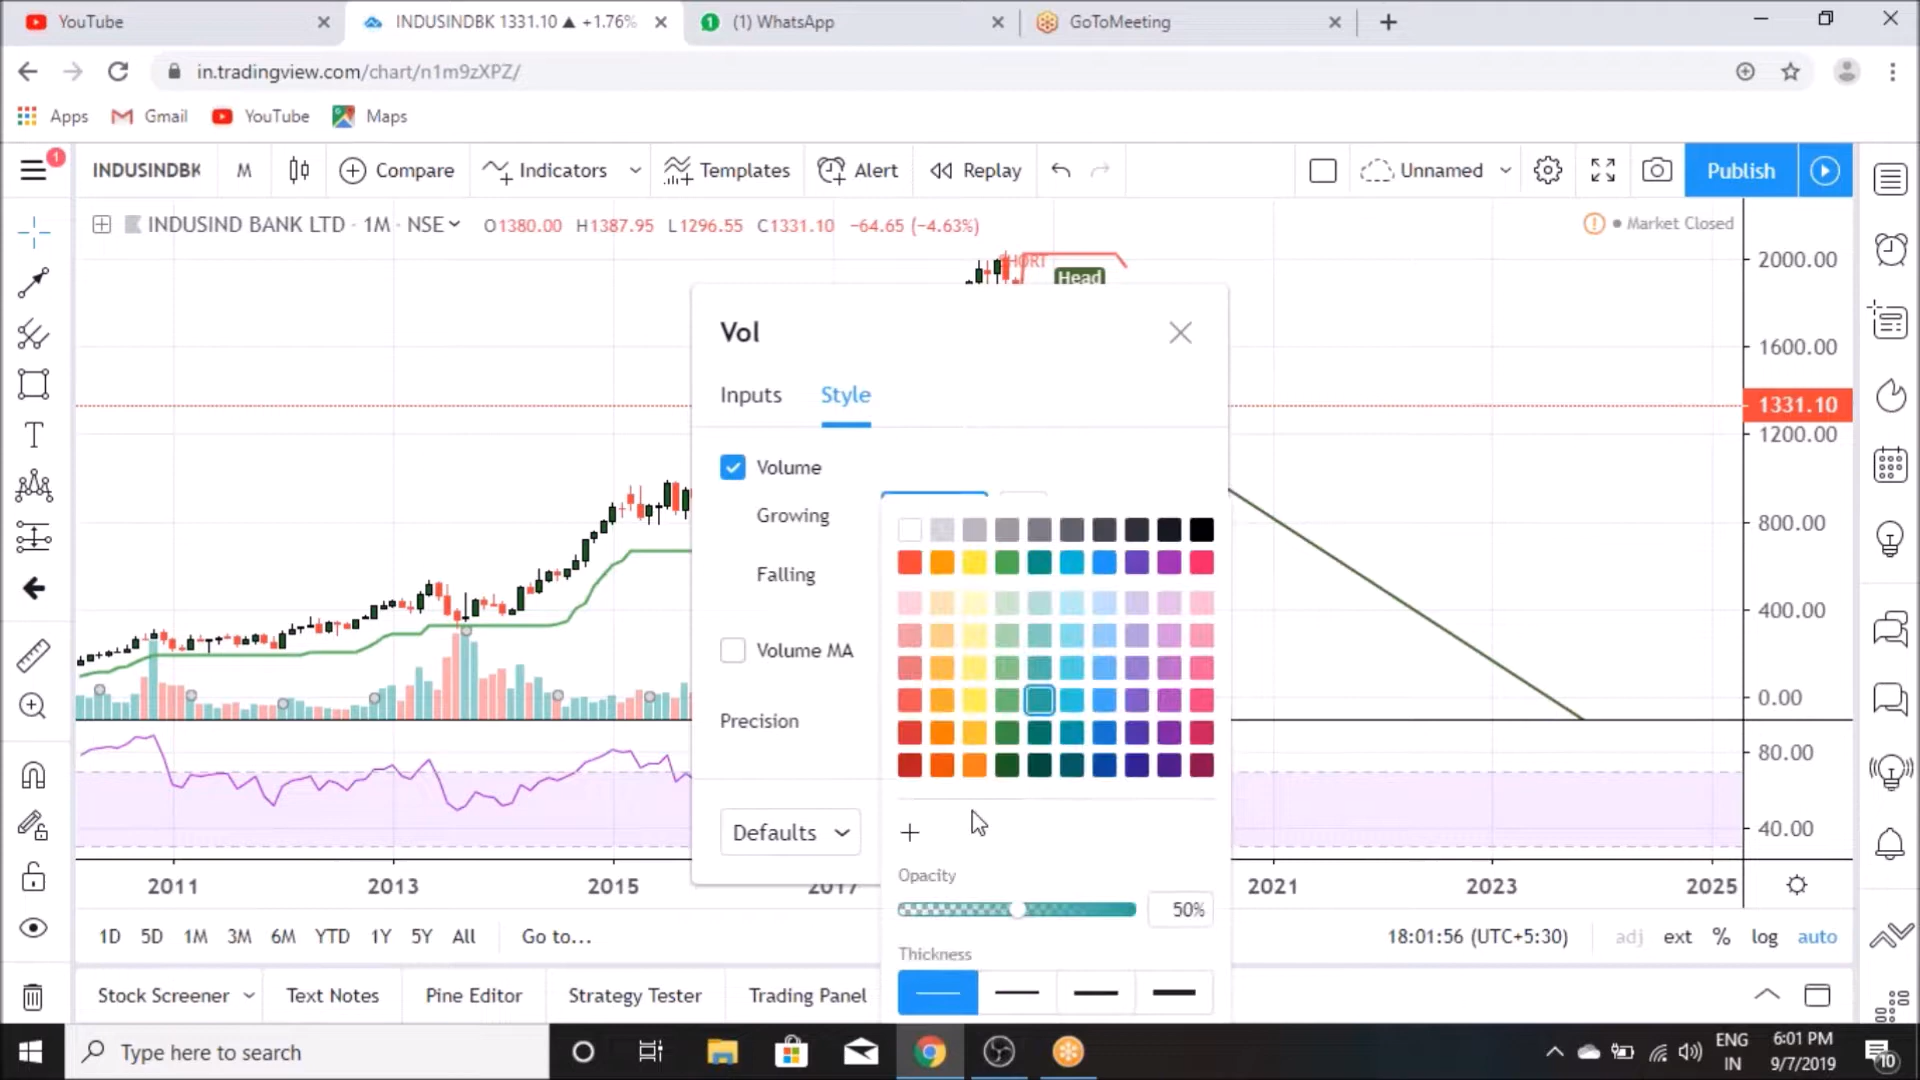 YouTube
INDUSINDBK 1331.10 ▲ +1.76%
(1) WhatsApp
GoToMeeting
in.tradingview.com/chart/n1m9zXPZ/
Apps
Gmail
YouTube
Maps
1
INDUSINDBK
M
Compare
Indicators
Templates
Alert
Replay
Unnamed
Publish
INDUSIND BANK LTD · 1M · NSE
O1380.00 H1387.95 L1296.55 C1331.10 −64.65 (−4.63%)
Market Closed
SHORT
Head
2000.00
1600.00
1331.10
1200.00
800.00
400.00
0.00
80.00
40.00
Vol
Inputs
Style
Volume
Growing
Falling
Volume MA
Precision
Defaults
Opacity
50%
Thickness
2011
2013
2015
2017
2021
2023
2025
1D 5D 1M 3M 6M YTD 1Y 5Y All
Go to...
18:01:56 (UTC+5:30)
adj ext % log auto
Stock Screener
Text Notes
Pine Editor
Strategy Tester
Trading Panel
Type here to search
ENG
IN
6:01 PM
9/7/2019
10